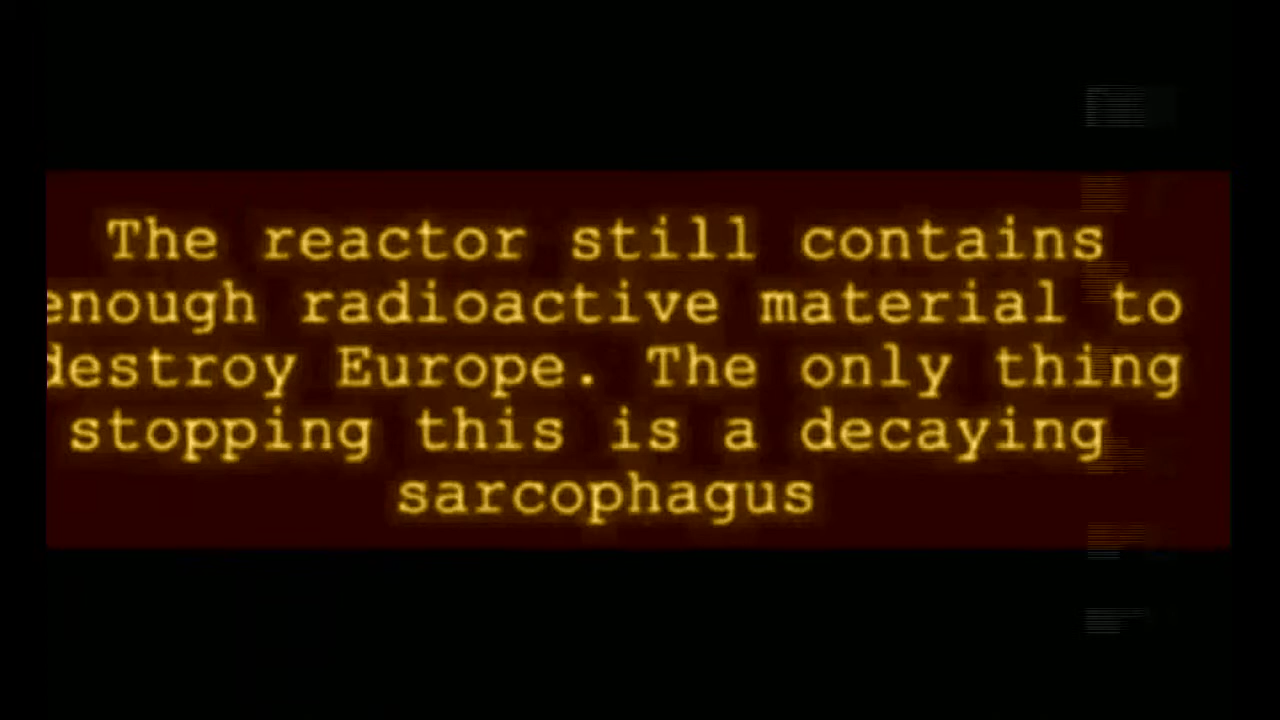 The reactor still contains
enough radioactive material to
destroy Europe. The only thing
stopping this is a decaying
sarcophagus